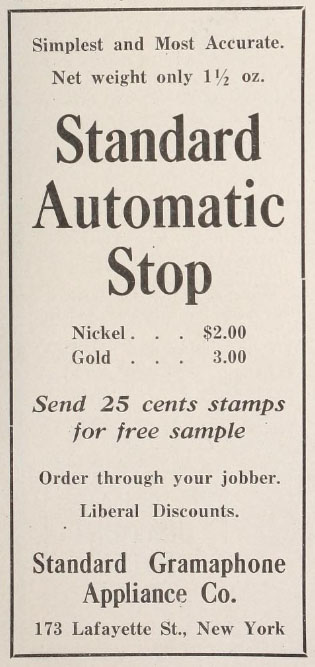 Simplest and Most Accurate.
Net weight only 1½ oz.
Standard
Automatic
Stop
Nickel . . . $2.00
Gold . . . 3.00
Send 25 cents stamps
for free sample
Order through your jobber.
Liberal Discounts.
Standard Gramaphone
Appliance Co.
173 Lafayette St., New York